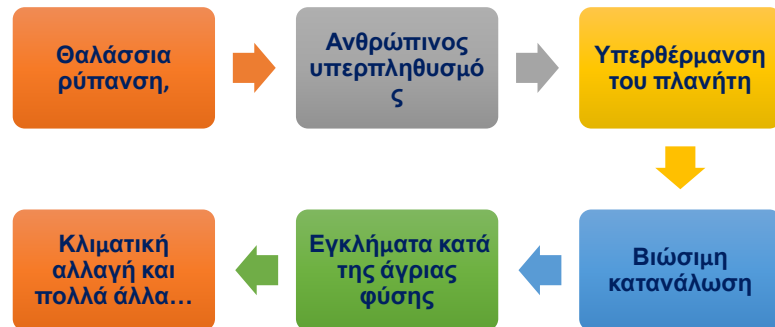 Θαλάσσια
ρύπανση,
Ανθρώπινος
υπερπληθυσμό
ς
Υπερθέρμανση
του πλανήτη
Βιώσιμη
κατανάλωση
Εγκλήματα κατά
της άγριας
φύσης
Κλιματική
αλλαγή και
πολλά άλλα…